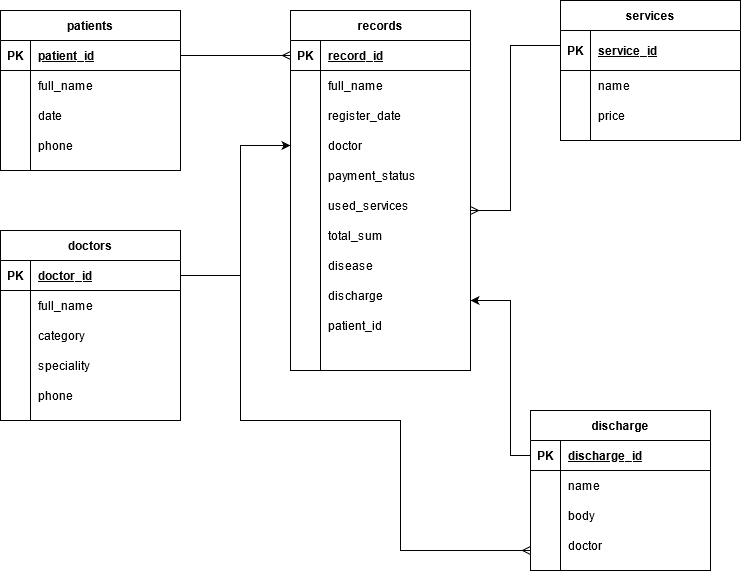 patients
PK patient_id
full_name
date
phone
records
PK record_id
full_name
register_date
doctor
payment_status
used_services
total_sum
disease
discharge
patient_id
services
PK service_id
name
price
doctors
PK doctor_id
full_name
category
speciality
phone
discharge
PK discharge_id
name
body
doctor